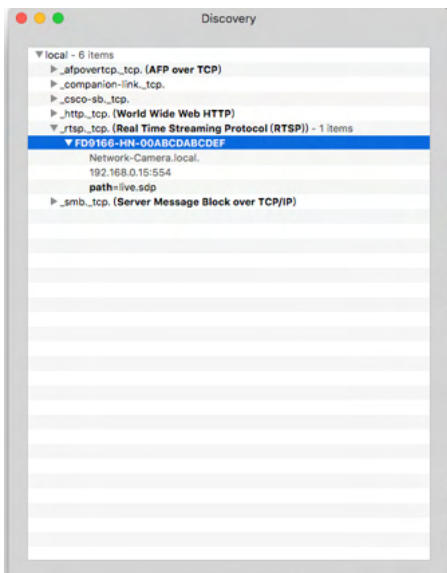 Discovery
local - 6 items
_afpovertcp._tcp. (AFP over TCP)
_companion-link._tcp.
_csco-sb._tcp.
_http._tcp. (World Wide Web HTTP)
_rtsp._tcp. (Real Time Streaming Protocol (RTSP)) - 1 items
FD9166-HN-00ABCDABCDEF
Network-Camera.local.
192.168.0.15:554
path=live.sdp
_smb._tcp. (Server Message Block over TCP/IP)